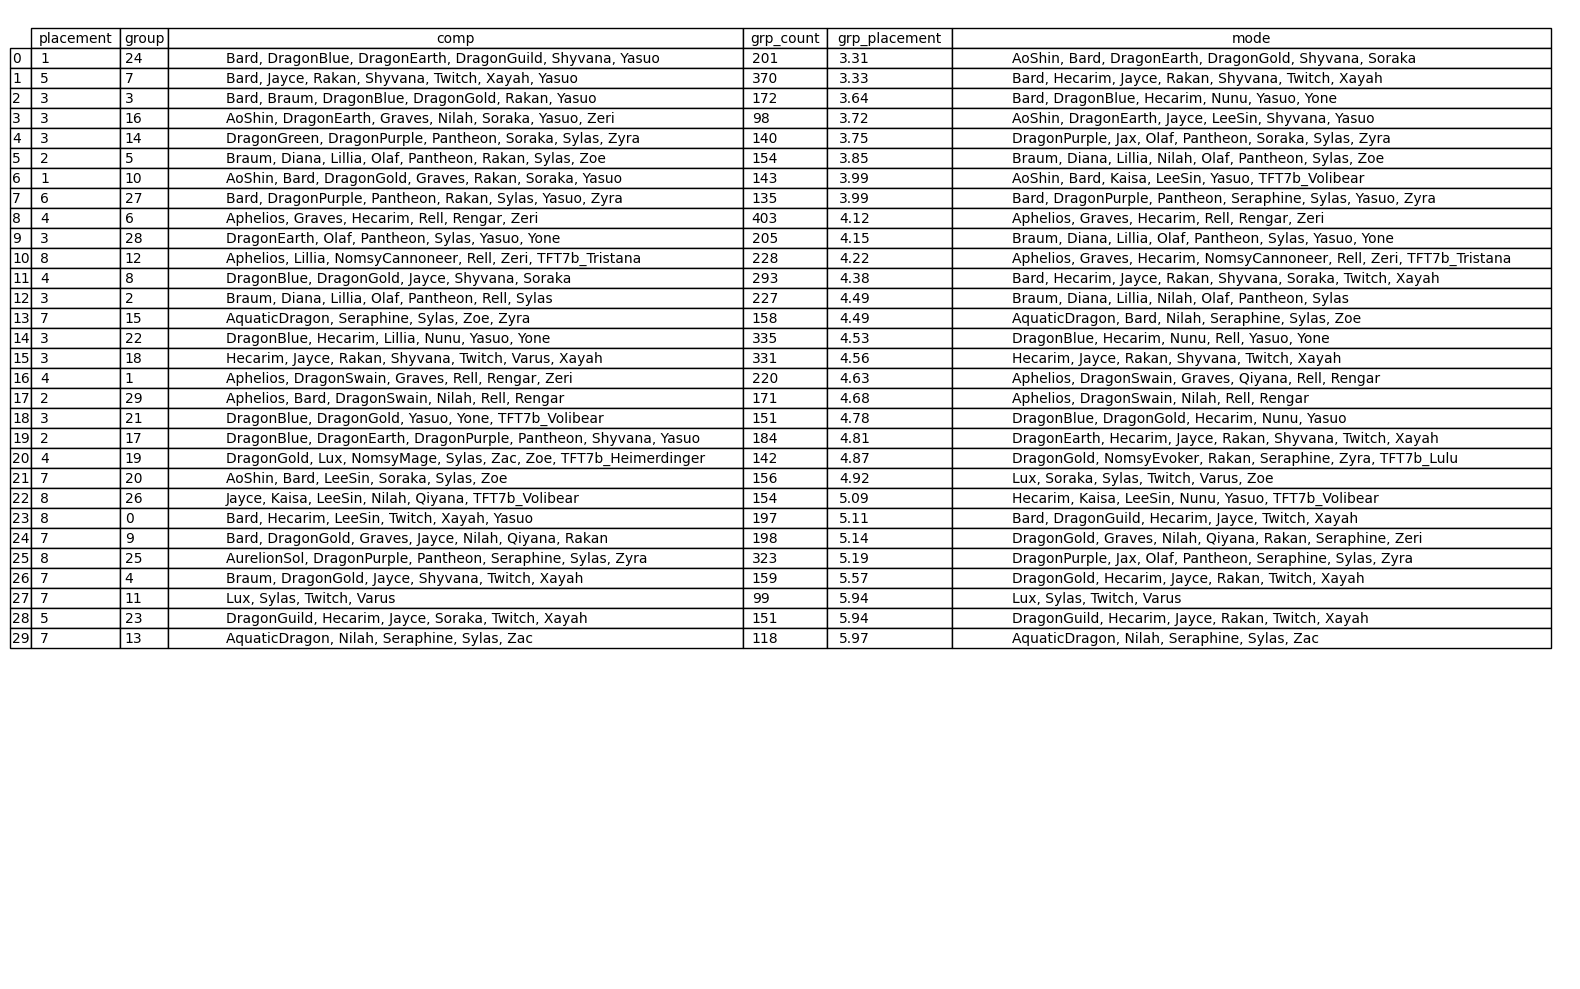 placement group comp grp_count grp_placement mode
0 1 24 Bard, DragonBlue, DragonEarth, DragonGuild, Shyvana, Yasuo 201 3.31 AoShin, Bard, DragonEarth, DragonGold, Shyvana, Soraka
1 5 7 Bard, Jayce, Rakan, Shyvana, Twitch, Xayah, Yasuo 370 3.33 Bard, Hecarim, Jayce, Rakan, Shyvana, Twitch, Xayah
2 3 3 Bard, Braum, DragonBlue, DragonGold, Rakan, Yasuo 172 3.64 Bard, DragonBlue, Hecarim, Nunu, Yasuo, Yone
3 3 16 AoShin, DragonEarth, Graves, Nilah, Soraka, Yasuo, Zeri 98 3.72 AoShin, DragonEarth, Jayce, LeeSin, Shyvana, Yasuo
4 3 14 DragonGreen, DragonPurple, Pantheon, Soraka, Sylas, Zyra 140 3.75 DragonPurple, Jax, Olaf, Pantheon, Soraka, Sylas, Zyra
5 2 5 Braum, Diana, Lillia, Olaf, Pantheon, Rakan, Sylas, Zoe 154 3.85 Braum, Diana, Lillia, Nilah, Olaf, Pantheon, Sylas, Zoe
6 1 10 AoShin, Bard, DragonGold, Graves, Rakan, Soraka, Yasuo 143 3.99 AoShin, Bard, Kaisa, LeeSin, Yasuo, TFT7b_Volibear
7 6 27 Bard, DragonPurple, Pantheon, Rakan, Sylas, Yasuo, Zyra 135 3.99 Bard, DragonPurple, Pantheon, Seraphine, Sylas, Yasuo, Zyra
8 4 6 Aphelios, Graves, Hecarim, Rell, Rengar, Zeri 403 4.12 Aphelios, Graves, Hecarim, Rell, Rengar, Zeri
9 3 28 DragonEarth, Olaf, Pantheon, Sylas, Yasuo, Yone 205 4.15 Braum, Diana, Lillia, Olaf, Pantheon, Sylas, Yasuo, Yone
10 8 12 Aphelios, Lillia, NomsyCannoneer, Rell, Zeri, TFT7b_Tristana 228 4.22 Aphelios, Graves, Hecarim, NomsyCannoneer, Rell, Zeri, TFT7b_Tristana
11 4 8 DragonBlue, DragonGold, Jayce, Shyvana, Soraka 293 4.38 Bard, Hecarim, Jayce, Rakan, Shyvana, Soraka, Twitch, Xayah
12 3 2 Braum, Diana, Lillia, Olaf, Pantheon, Rell, Sylas 227 4.49 Braum, Diana, Lillia, Nilah, Olaf, Pantheon, Sylas
13 7 15 AquaticDragon, Seraphine, Sylas, Zoe, Zyra 158 4.49 AquaticDragon, Bard, Nilah, Seraphine, Sylas, Zoe
14 3 22 DragonBlue, Hecarim, Lillia, Nunu, Yasuo, Yone 335 4.53 DragonBlue, Hecarim, Nunu, Rell, Yasuo, Yone
15 3 18 Hecarim, Jayce, Rakan, Shyvana, Twitch, Varus, Xayah 331 4.56 Hecarim, Jayce, Rakan, Shyvana, Twitch, Xayah
16 4 1 Aphelios, DragonSwain, Graves, Rell, Rengar, Zeri 220 4.63 Aphelios, DragonSwain, Graves, Qiyana, Rell, Rengar
17 2 29 Aphelios, Bard, DragonSwain, Nilah, Rell, Rengar 171 4.68 Aphelios, DragonSwain, Nilah, Rell, Rengar
18 3 21 DragonBlue, DragonGold, Yasuo, Yone, TFT7b_Volibear 151 4.78 DragonBlue, DragonGold, Hecarim, Nunu, Yasuo
19 2 17 DragonBlue, DragonEarth, DragonPurple, Pantheon, Shyvana, Yasuo 184 4.81 DragonEarth, Hecarim, Jayce, Rakan, Shyvana, Twitch, Xayah
20 4 19 DragonGold, Lux, NomsyMage, Sylas, Zac, Zoe, TFT7b_Heimerdinger 142 4.87 DragonGold, NomsyEvoker, Rakan, Seraphine, Zyra, TFT7b_Lulu
21 7 20 AoShin, Bard, LeeSin, Soraka, Sylas, Zoe 156 4.92 Lux, Soraka, Sylas, Twitch, Varus, Zoe
22 8 26 Jayce, Kaisa, LeeSin, Nilah, Qiyana, TFT7b_Volibear 154 5.09 Hecarim, Kaisa, LeeSin, Nunu, Yasuo, TFT7b_Volibear
23 8 0 Bard, Hecarim, LeeSin, Twitch, Xayah, Yasuo 197 5.11 Bard, DragonGuild, Hecarim, Jayce, Twitch, Xayah
24 7 9 Bard, DragonGold, Graves, Jayce, Nilah, Qiyana, Rakan 198 5.14 DragonGold, Graves, Nilah, Qiyana, Rakan, Seraphine, Zeri
25 8 25 AurelionSol, DragonPurple, Pantheon, Seraphine, Sylas, Zyra 323 5.19 DragonPurple, Jax, Olaf, Pantheon, Seraphine, Sylas, Zyra
26 7 4 Braum, DragonGold, Jayce, Shyvana, Twitch, Xayah 159 5.57 DragonGold, Hecarim, Jayce, Rakan, Twitch, Xayah
27 7 11 Lux, Sylas, Twitch, Varus 99 5.94 Lux, Sylas, Twitch, Varus
28 5 23 DragonGuild, Hecarim, Jayce, Soraka, Twitch, Xayah 151 5.94 DragonGuild, Hecarim, Jayce, Rakan, Twitch, Xayah
29 7 13 AquaticDragon, Nilah, Seraphine, Sylas, Zac 118 5.97 AquaticDragon, Nilah, Seraphine, Sylas, Zac